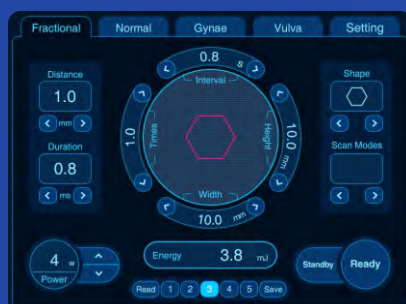 Fractional Normal Gynae Vulva Setting
Distance
1.0
mm
Duration
0.8
ms
0.8 s
Interval
1.0
Times
Height
10.0 mm
Width
10.0 mm
Shape
Scan Modes
4 w
Power
Energy 3.8 mJ
Standby Ready
Read 1 2 3 4 5 Save